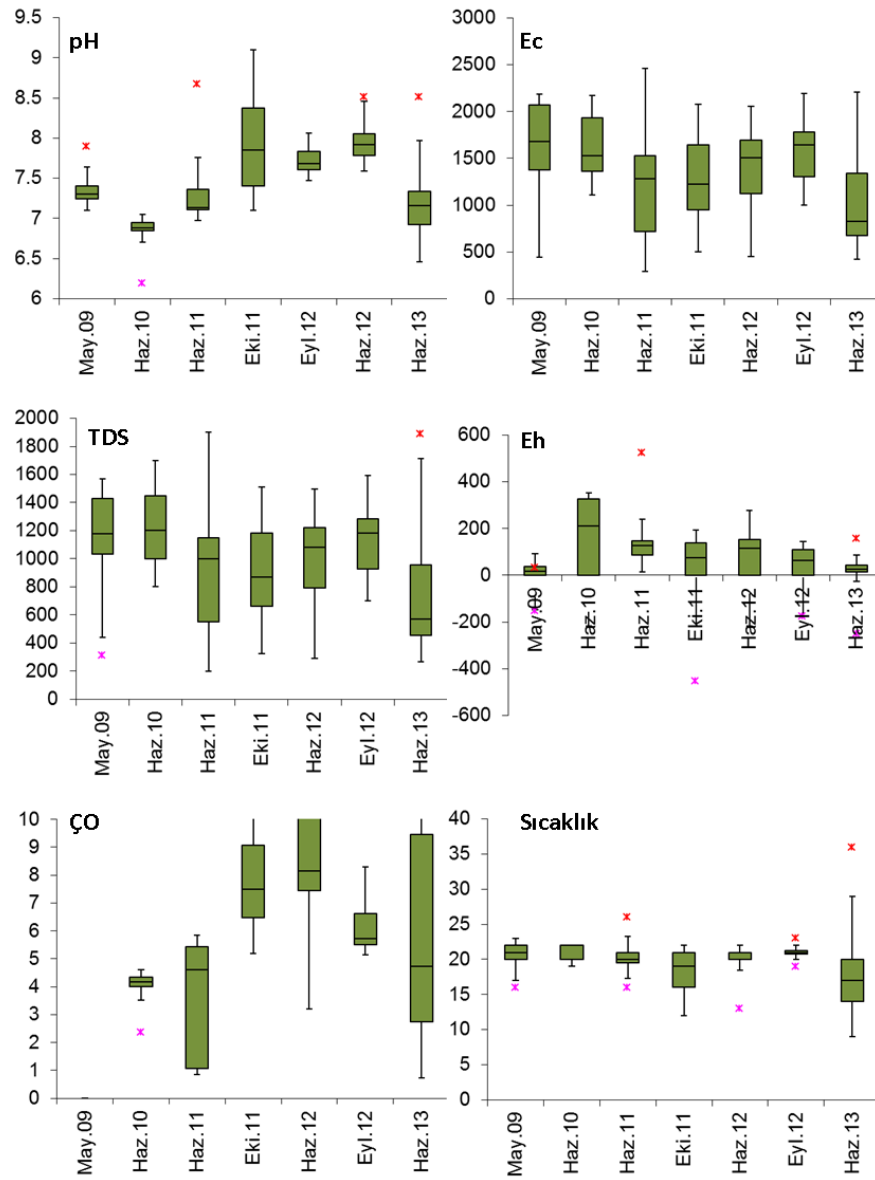 pH
9.5
9
8.5
8
7.5
7
6.5
6
May.09
Haz.10
Haz.11
Eki.11
Eyl.12
Haz.12
Haz.13
Ec
3000
2500
2000
1500
1000
500
0
May.09
Haz.10
Haz.11
Eki.11
Haz.12
Eyl.12
Haz.13
TDS
2000
1800
1600
1400
1200
1000
800
600
400
200
0
May.09
Haz.10
Haz.11
Eki.11
Haz.12
Eyl.12
Haz.13
Eh
600
400
200
0
-200
-400
-600
May.09
Haz.10
Haz.11
Eki.11
Haz.12
Eyl.12
Haz.13
ÇO
10
9
8
7
6
5
4
3
2
1
0
May.09
Haz.10
Haz.11
Eki.11
Haz.12
Eyl.12
Haz.13
Sıcaklık
40
35
30
25
20
15
10
5
0
May.09
Haz.10
Haz.11
Eki.11
Haz.12
Eyl.12
Haz.13